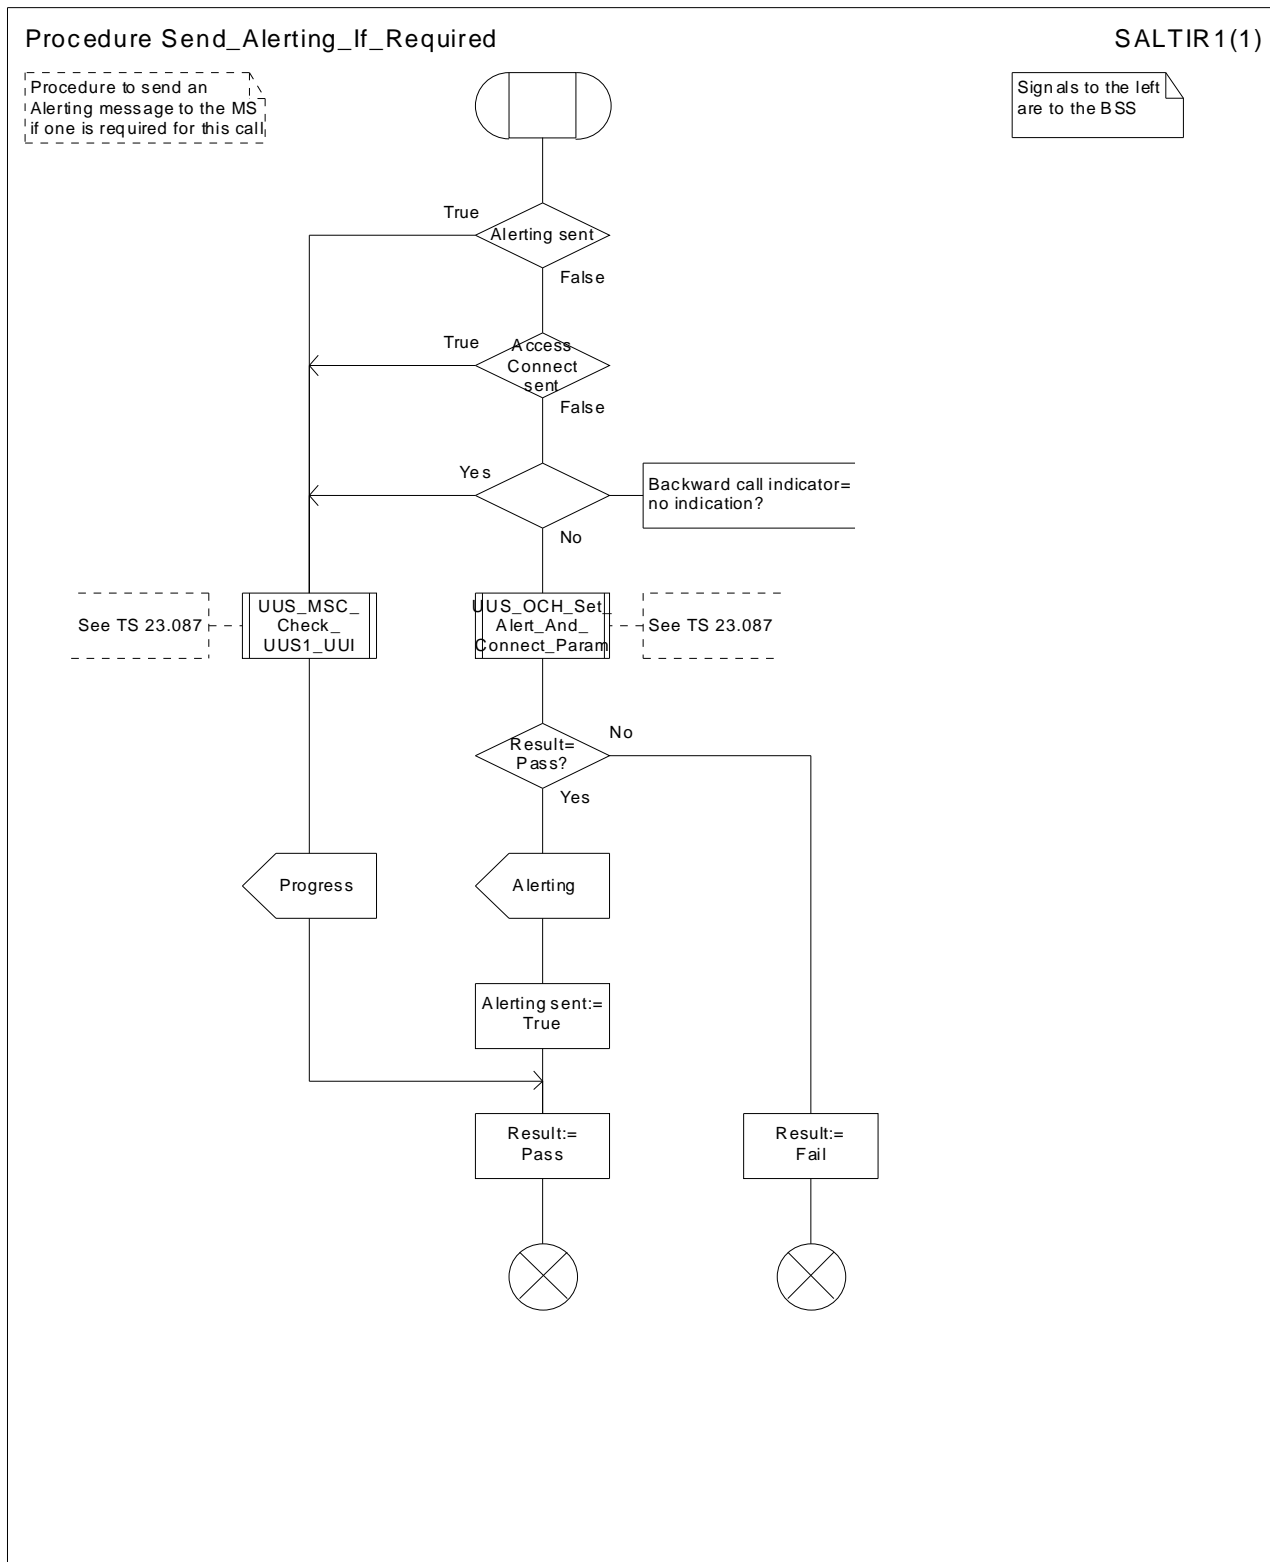 Procedure Send_Alerting_If_Required
SALTIR1(1)
Procedure to send an
Alerting message to the MS
if one is required for this call
Signals to the left
are to the BSS
True
Alerting sent
False
True
Access
Connect
sent
False
Yes
Backward call indicator=
no indication?
No
See TS 23.087
UUS_MSC_
Check_
UUS1_UUI
UUS_OCH_Set_
Alert_And_
Connect_Param
See TS 23.087
Result=
Pass?
No
Yes
Progress
Alerting
Alerting sent:=
True
Result:=
Pass
Result:=
Fail